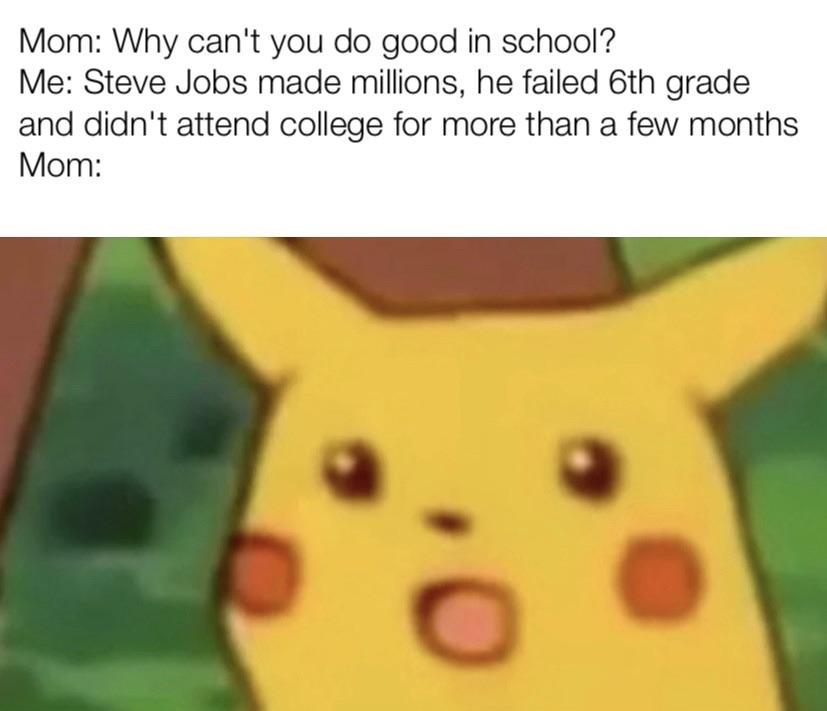 Mom: Why can't you do good in school?
Me: Steve Jobs made millions, he failed 6th grade
and didn't attend college for more than a few months
Mom: